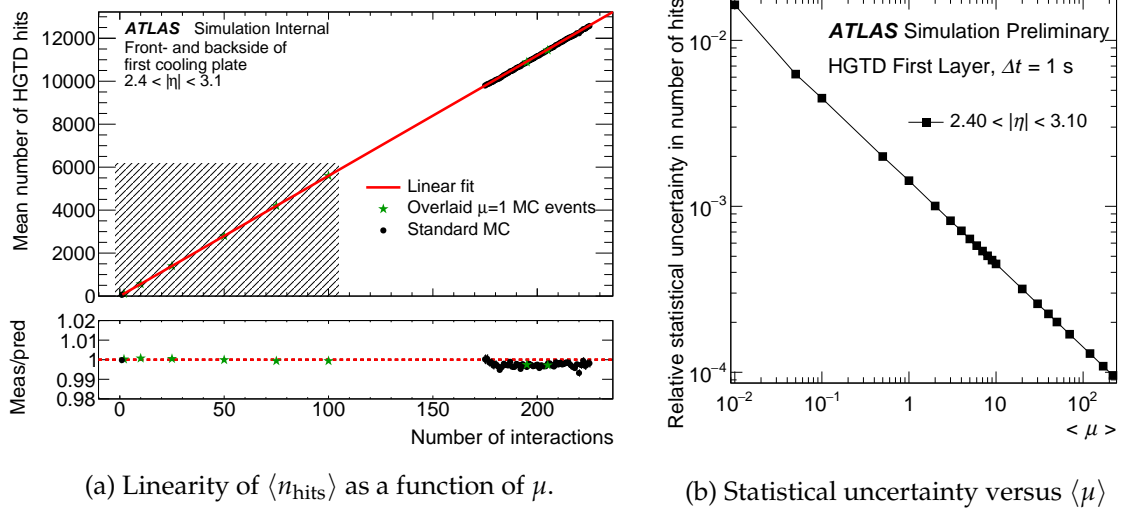 ATLAS Simulation Internal
Front- and backside of
first cooling plate
2.4 < |η| < 3.1
Mean number of HGTD hits
12000
10000
8000
6000
4000
2000
0
Linear fit
Overlaid μ=1 MC events
Standard MC
Meas/pred
1.02
1.01
1
0.99
0.98
0 50 100 150 200
Number of interactions
(a) Linearity of ⟨n_hits⟩ as a function of μ.
Relative statistical uncertainty in number of hits
10⁻²
10⁻³
10⁻⁴
ATLAS Simulation Preliminary
HGTD First Layer, Δt = 1 s
2.40 < |η| < 3.10
10⁻² 10⁻¹ 1 10 10²
< μ >
(b) Statistical uncertainty versus ⟨μ⟩